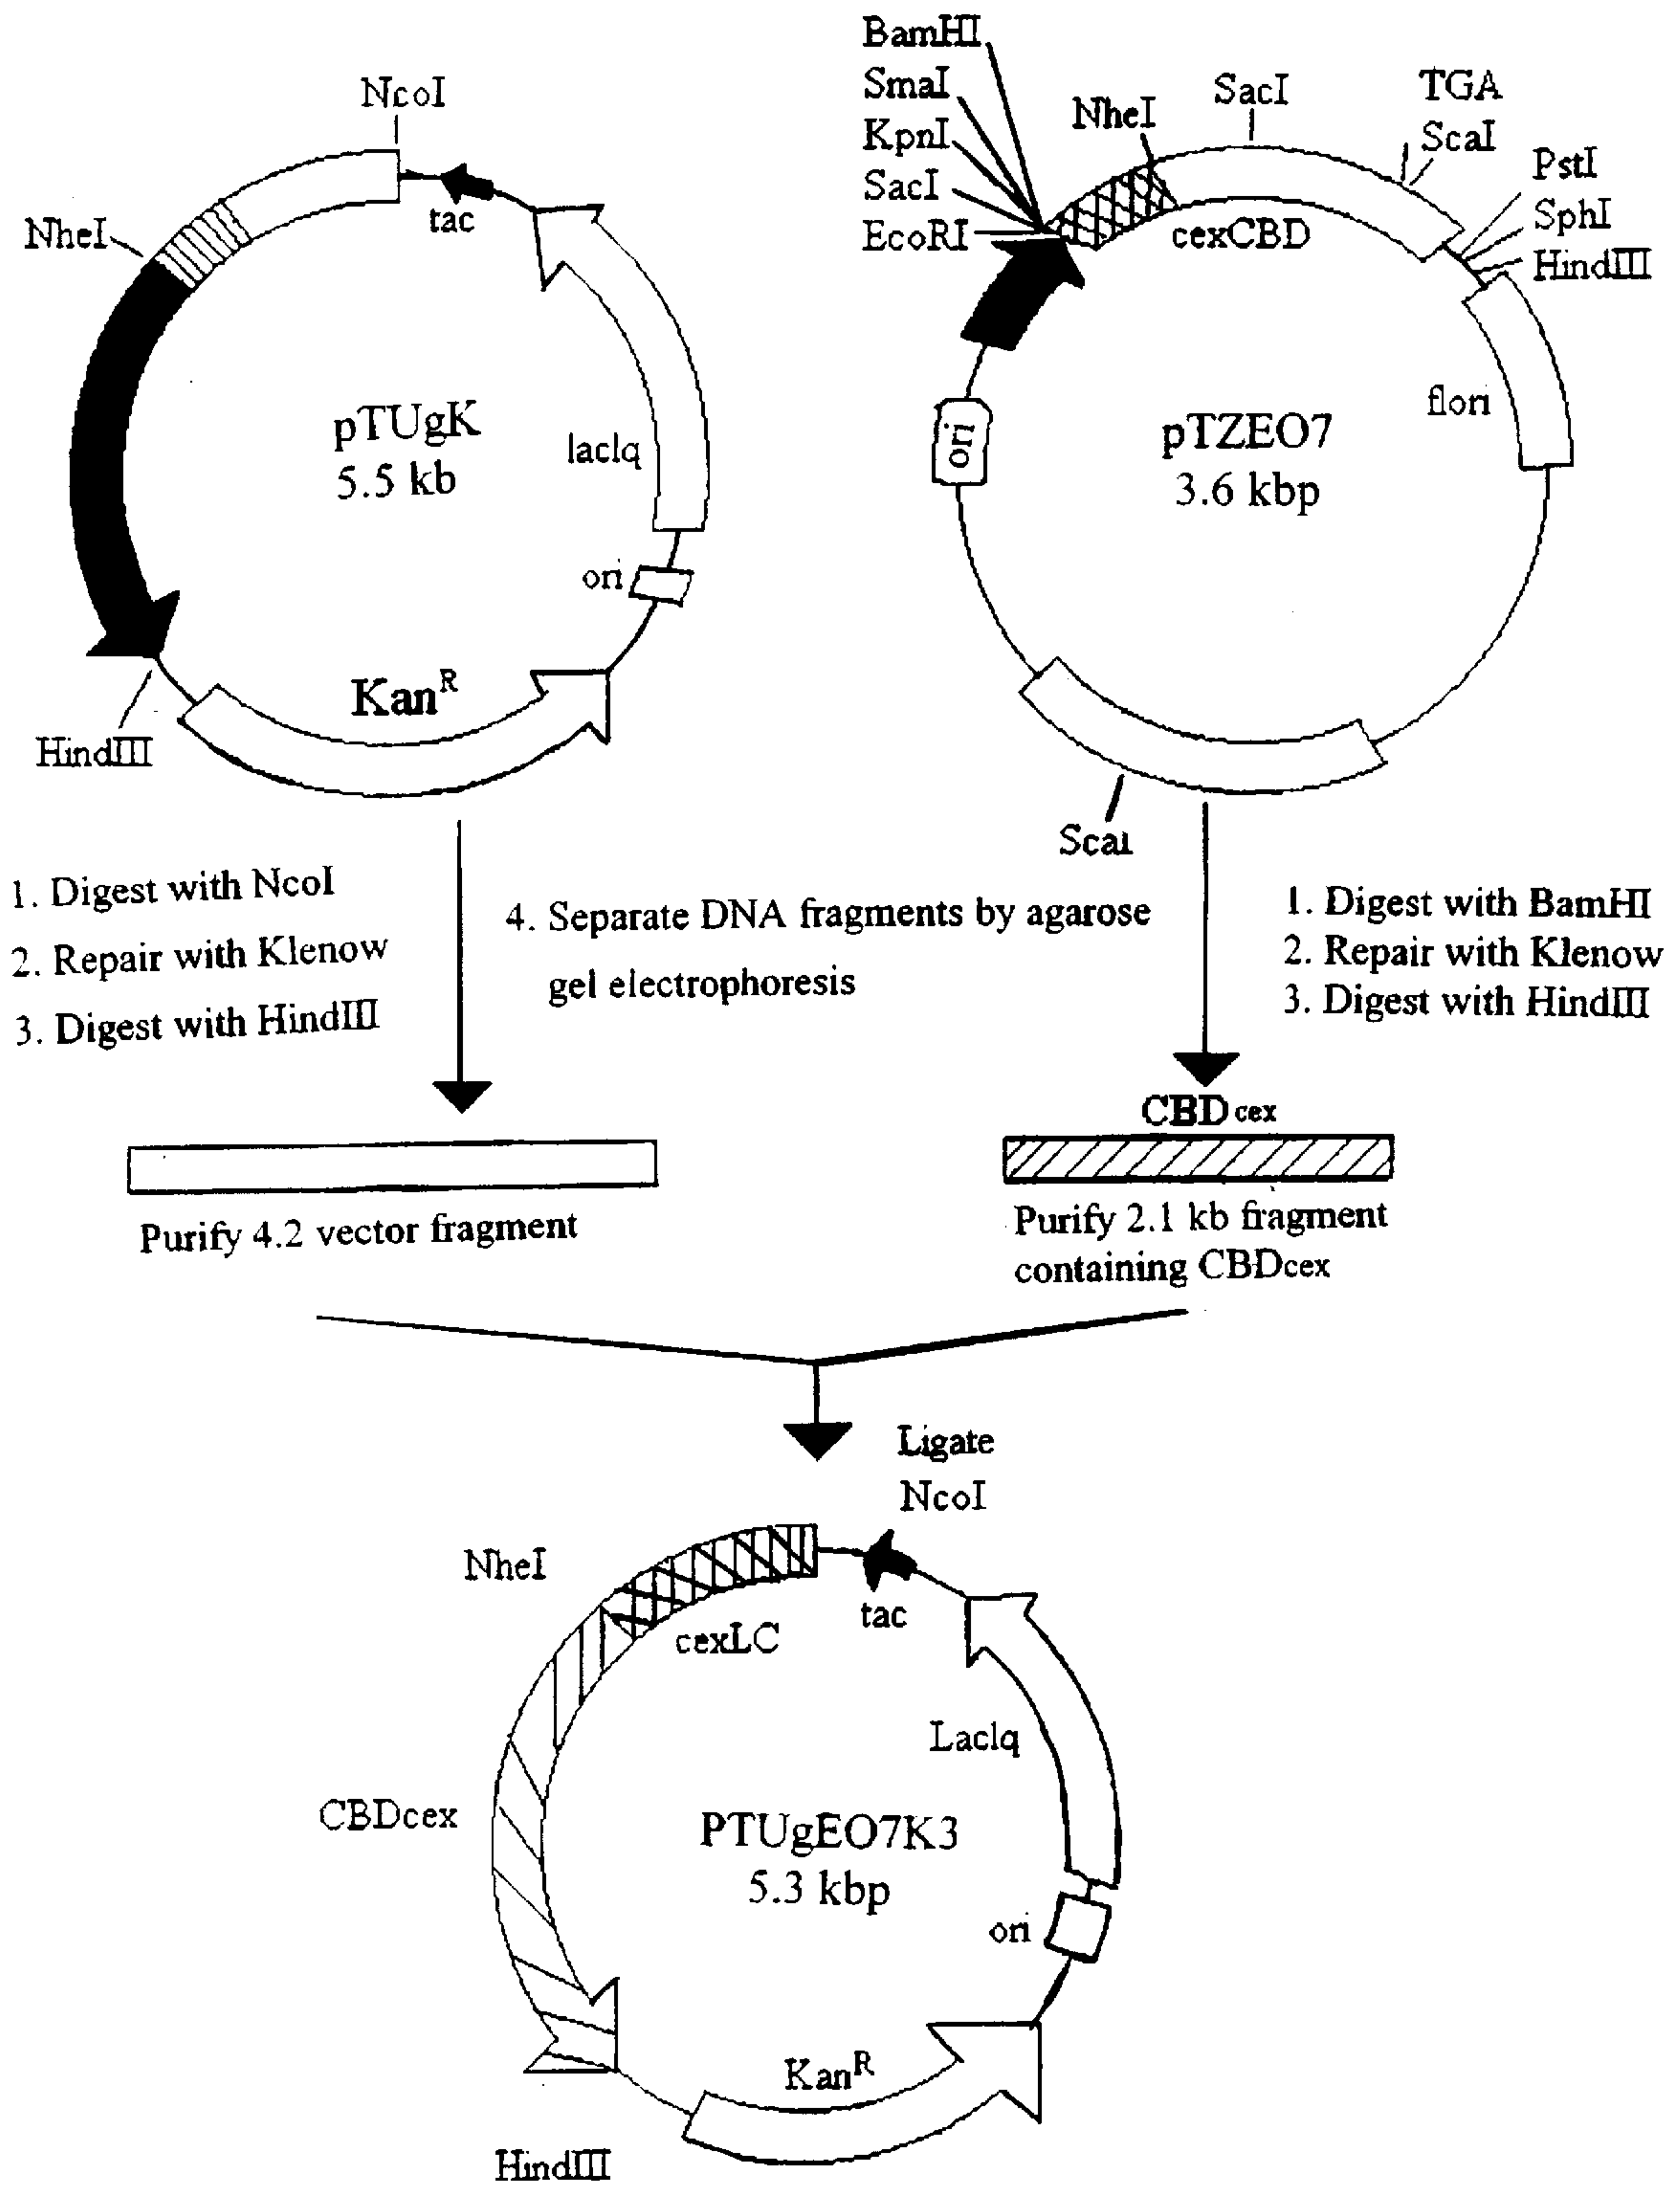 NcoI
NheI
tac
pTUgK
5.5 kb
lacIq
ori
Kan^R
HindIII
BamHI
SmaI
KpnI
SacI
EcoRI
NheI
SacI
TGA
ScaI
PstI
SphI
HindIII
cexCBD
ori
pTZEO7
3.6 kbp
flori
Scaı
1. Digest with NcoI
2. Repair with Klenow
3. Digest with HindIII
4. Separate DNA fragments by agarose
gel electrophoresis
1. Digest with BamHI
2. Repair with Klenow
3. Digest with HindIII
CBD cex
Purify 4.2 vector fragment
Purify 2.1 kb fragment
containing CBDcex
Ligate
NcoI
NheI
cexLC
tac
LacIq
CBDcex
PTUgEO7K3
5.3 kbp
ori
Kan^R
HindIII